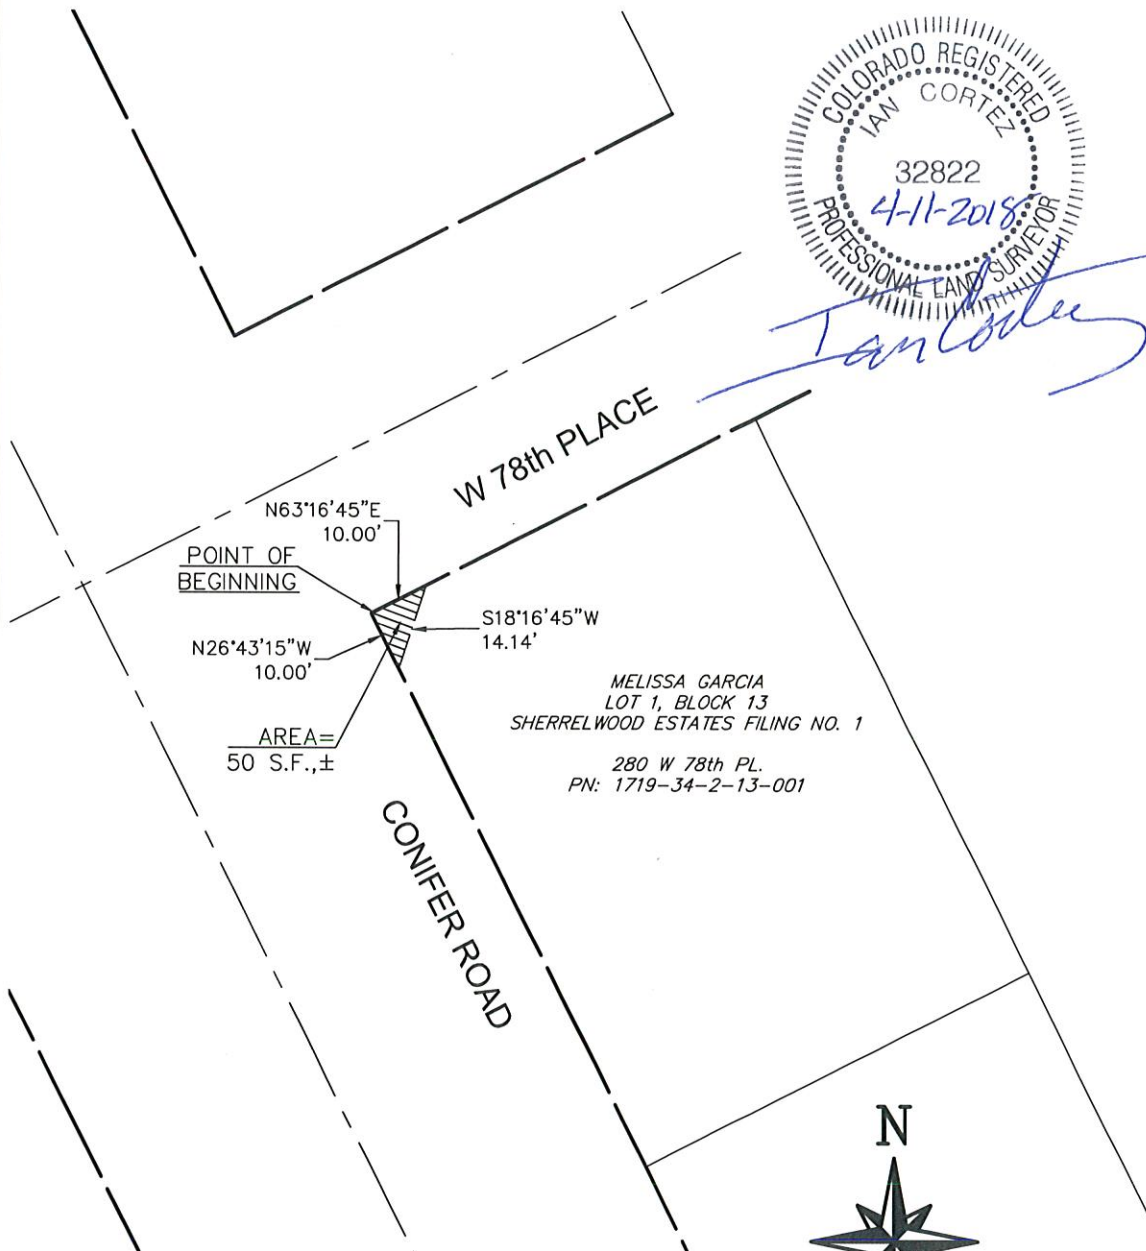 COLORADO REGISTERED
IAN CORTEZ
32822
4-11-2018
PROFESSIONAL LAND SURVEYOR
Ian Cortez
W 78th PLACE
N63°16'45"E
10.00'
POINT OF
BEGINNING
S18°16'45"W
14.14'
N26°43'15"W
10.00'
MELISSA GARCIA
LOT 1, BLOCK 13
SHERRELWOOD ESTATES FILING NO. 1
280 W 78th PL.
PN: 1719-34-2-13-001
AREA=
50 S.F.,±
CONIFER ROAD
N